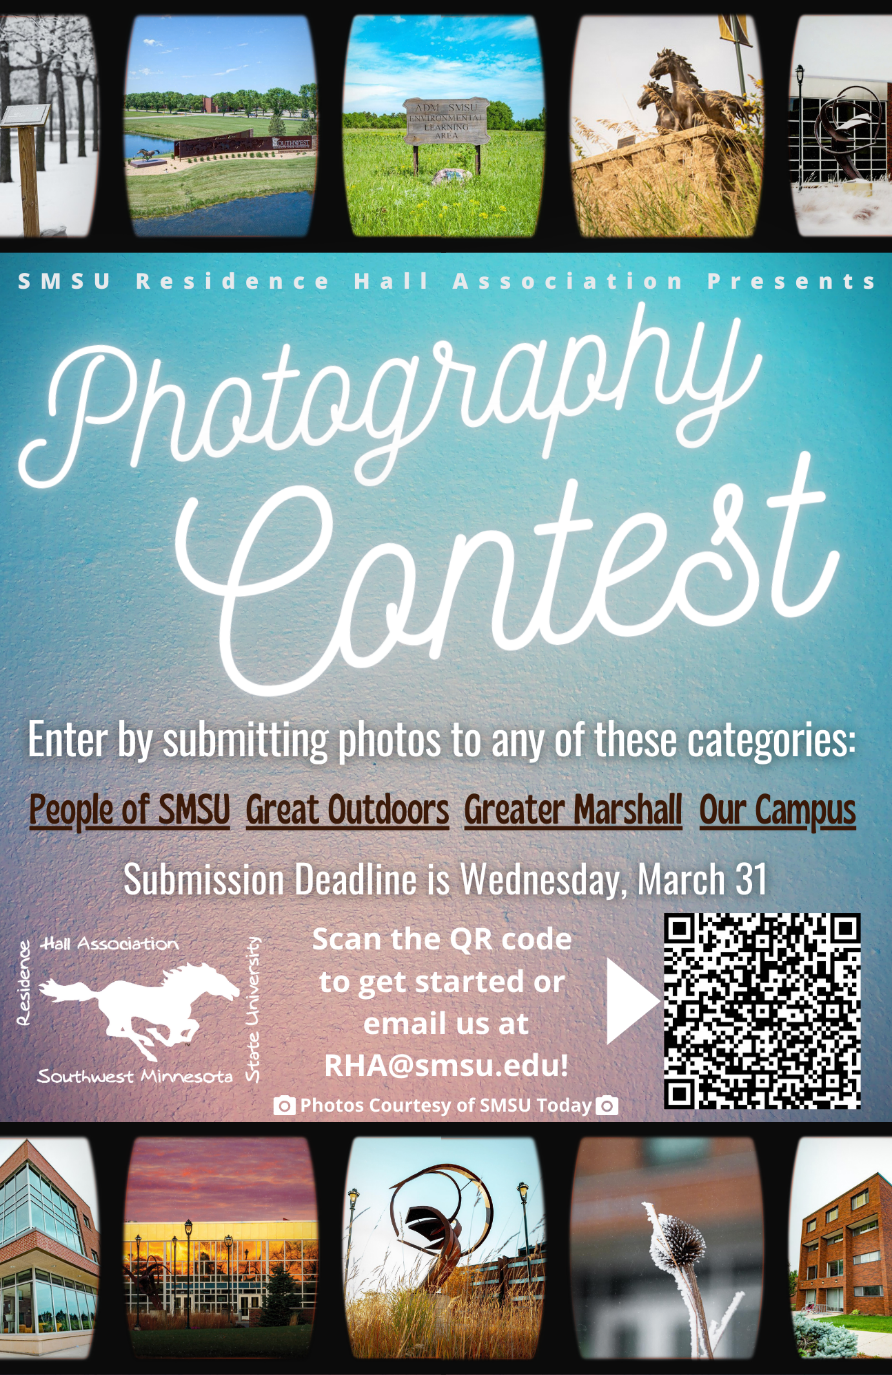 ADM - SMSU
ENVIRONMENTAL
LEARNING
AREA
SMSU Residence Hall Association Presents
Photography
Contest
Enter by submitting photos to any of these categories:
People of SMSU Great Outdoors Greater Marshall Our Campus
Submission Deadline is Wednesday, March 31
Residence
Hall Association
State University
Southwest Minnesota
Scan the QR code
to get started or
email us at
RHA@smsu.edu!
Photos Courtesy of SMSU Today